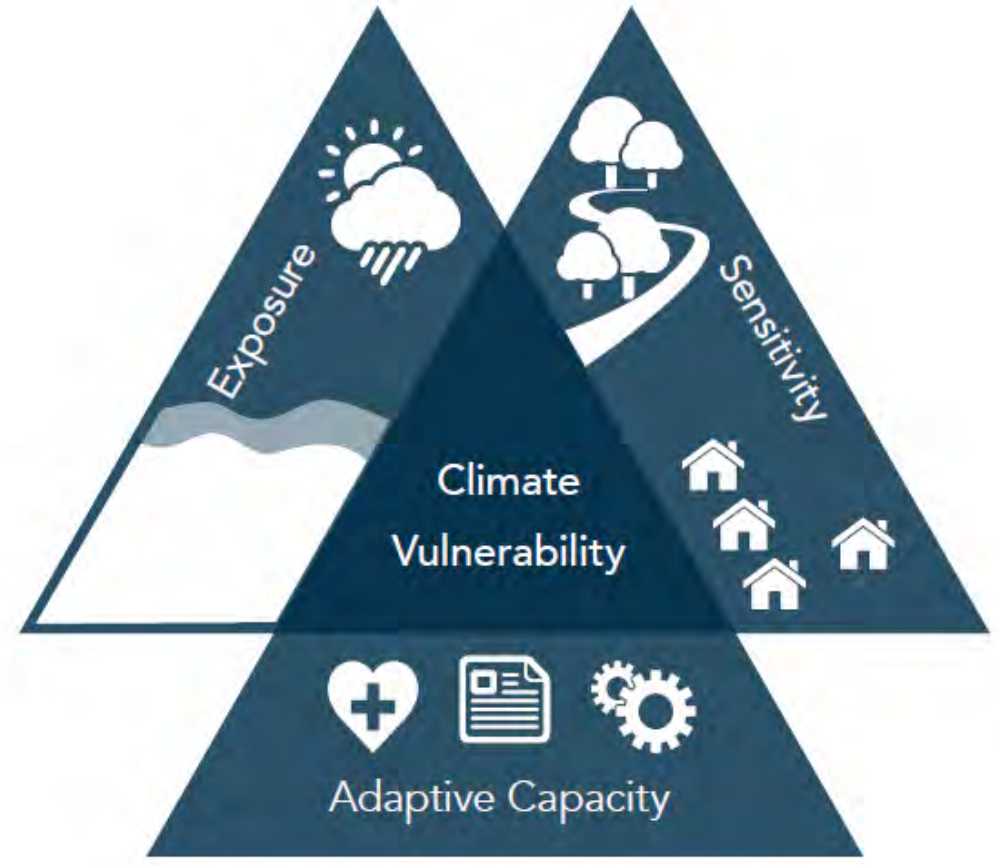 Exposure
Sensitivity
Climate
Vulnerability
Adaptive Capacity